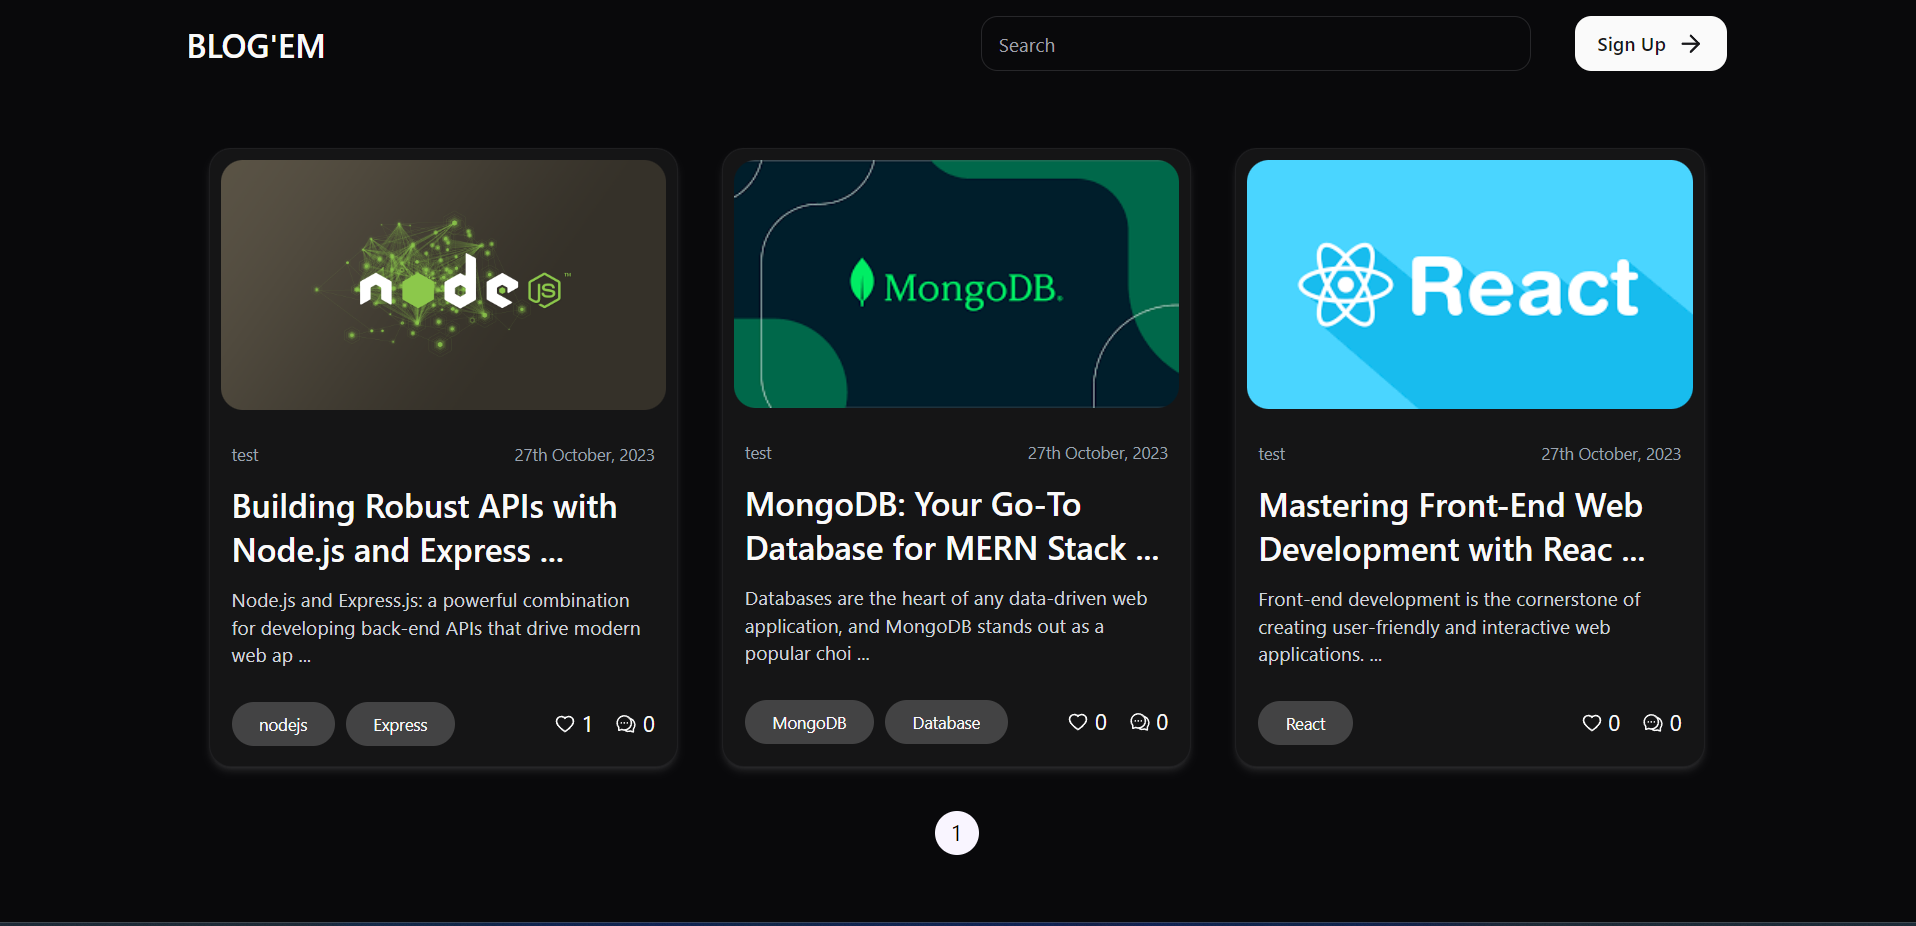 BLOG'EM
Search
Sign Up
node JS ™
test
27th October, 2023
Building Robust APIs with
Node.js and Express ...
Node.js and Express.js: a powerful combination
for developing back-end APIs that drive modern
web ap ...
nodejs
Express
1
0
MongoDB.
test
27th October, 2023
MongoDB: Your Go-To
Database for MERN Stack ...
Databases are the heart of any data-driven web
application, and MongoDB stands out as a
popular choi ...
MongoDB
Database
0
0
React
test
27th October, 2023
Mastering Front-End Web
Development with Reac ...
Front-end development is the cornerstone of
creating user-friendly and interactive web
applications. ...
React
0
0
1